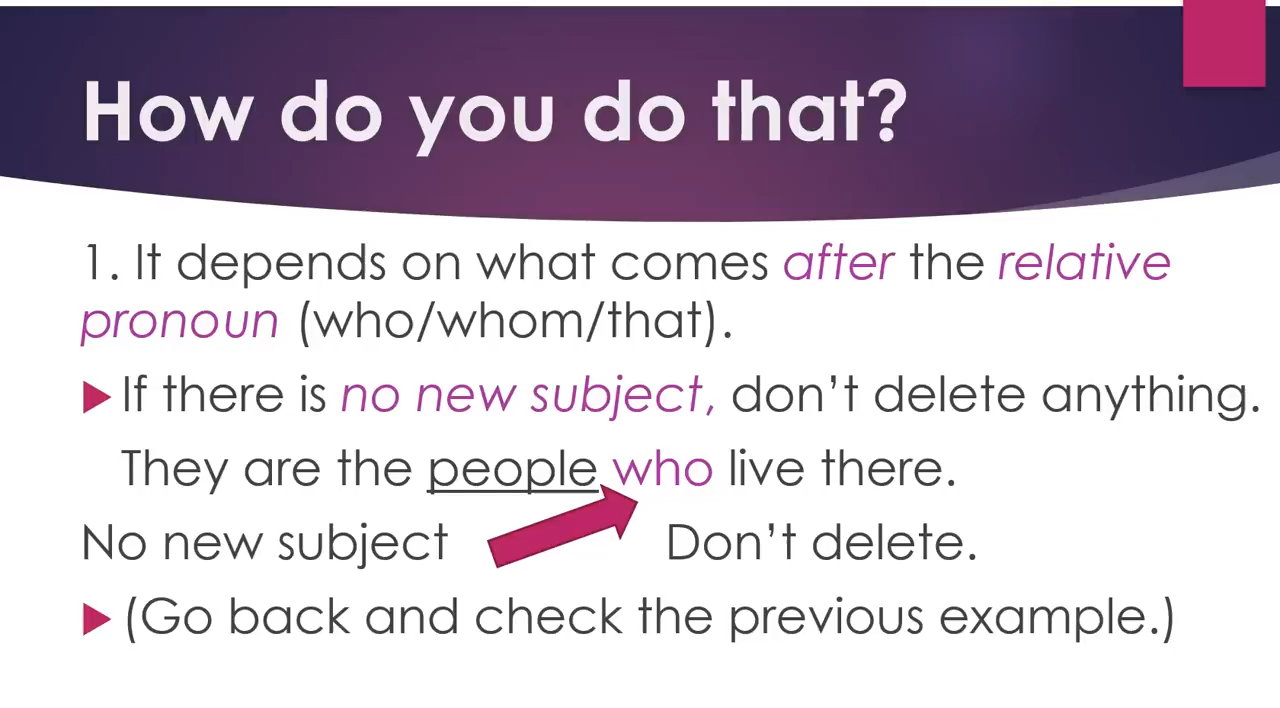 How do you do that?
1. It depends on what comes after the relative
pronoun (who/whom/that).
If there is no new subject, don’t delete anything.
They are the people who live there.
No new subject Don’t delete.
(Go back and check the previous example.)